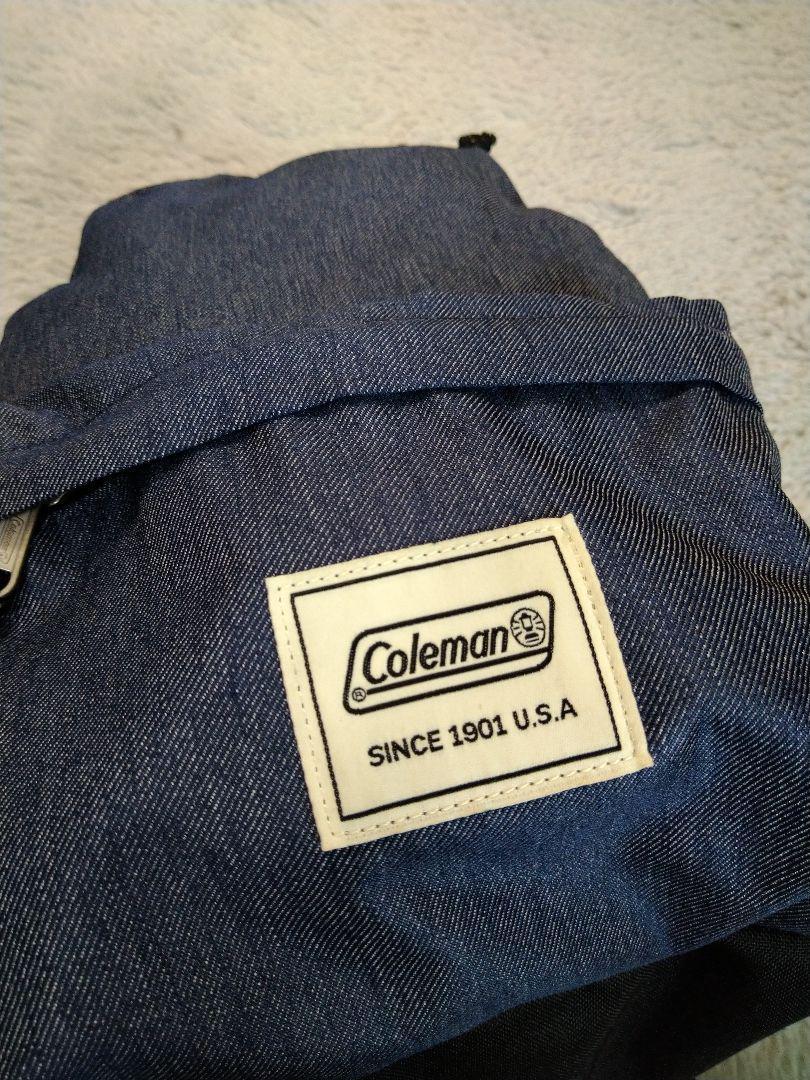 Coleman
®
SINCE 1901 U.S.A